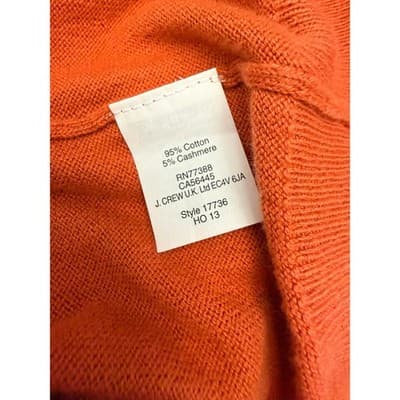 95% Cotton
5% Cashmere
RN77388
CA56445
J. CREW U.K. Ltd EC4V 6JA
Style 17736
HO 13